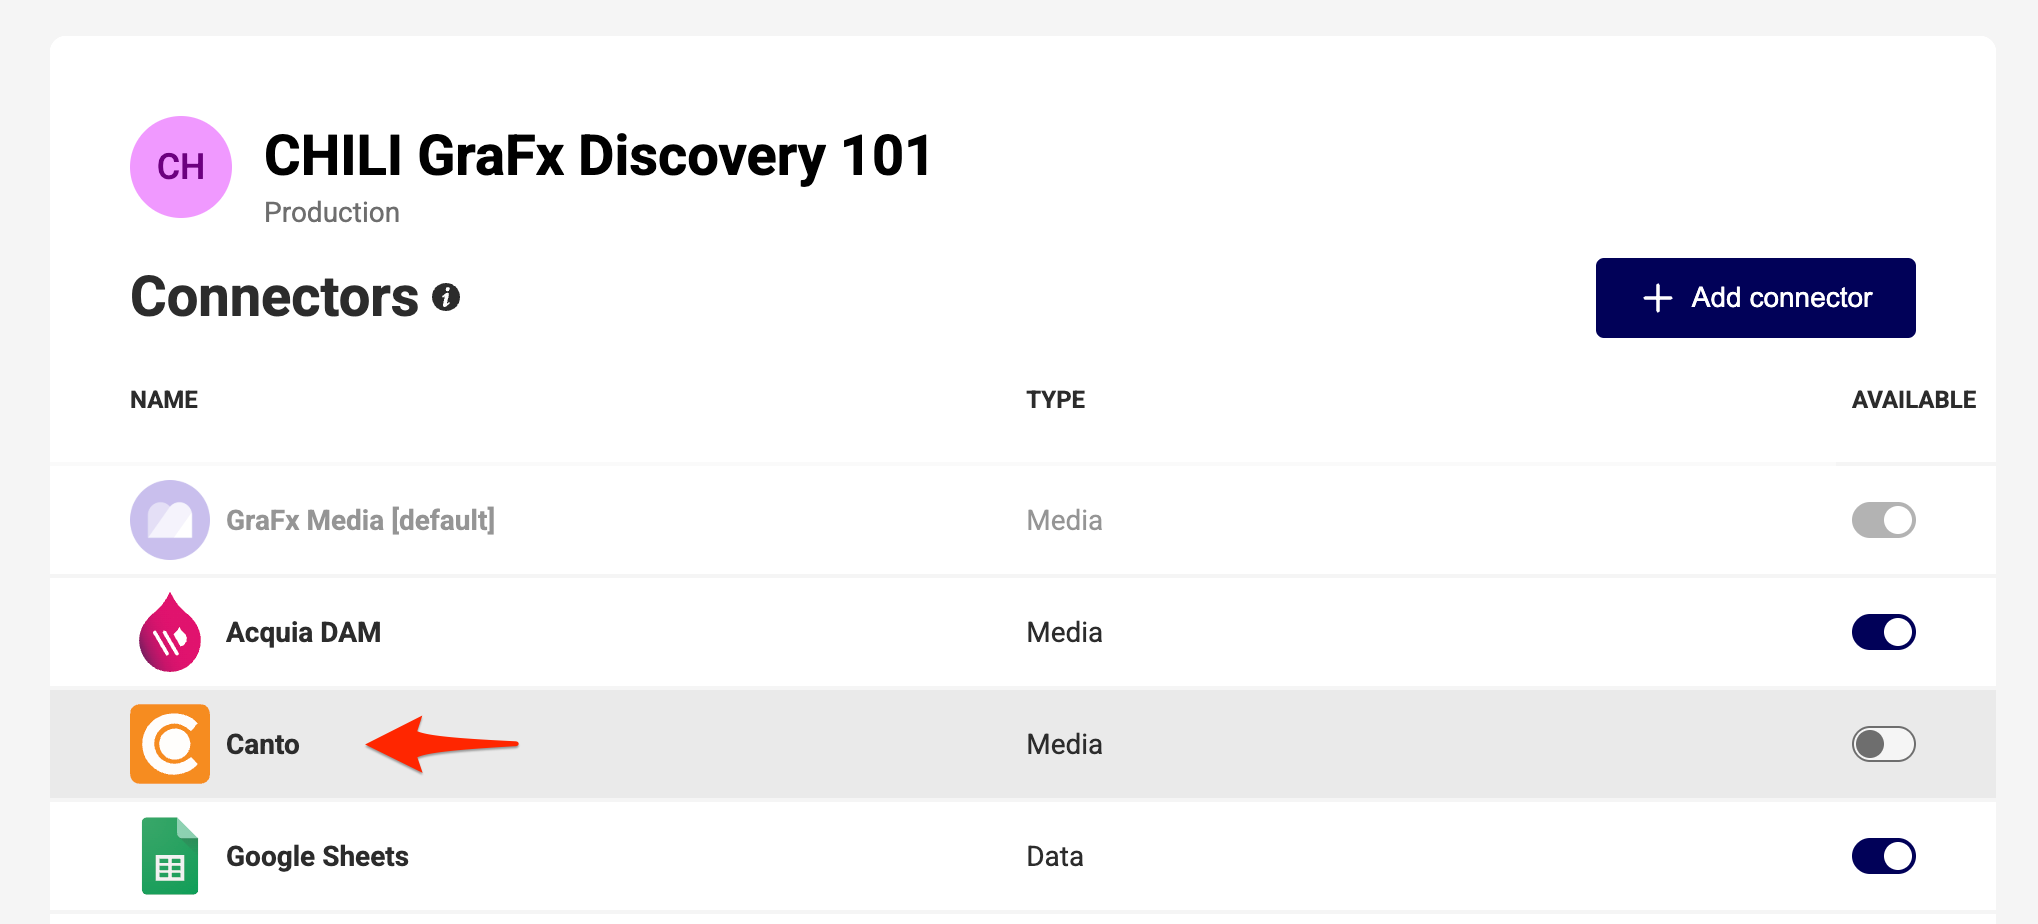 CH
CHILI GraFx Discovery 101
Production
Connectors i
+ Add connector
NAME TYPE AVAILABLE
GraFx Media [default] Media
Acquia DAM Media
Canto Media
Google Sheets Data